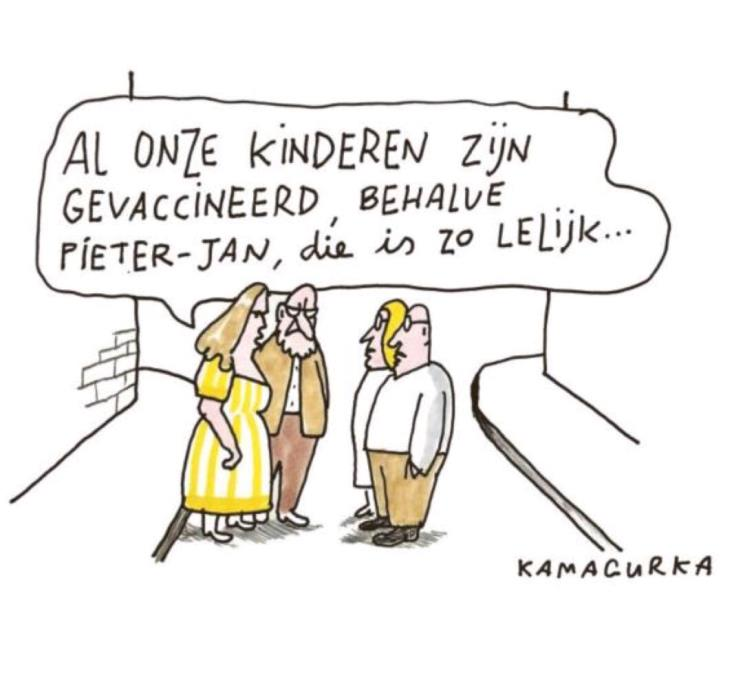 AL ONZE KINDEREN ZIJN
GEVACCINEERD, BEHALVE
PIETER-JAN, die is ZO LELIJK...
KAMAGURKA